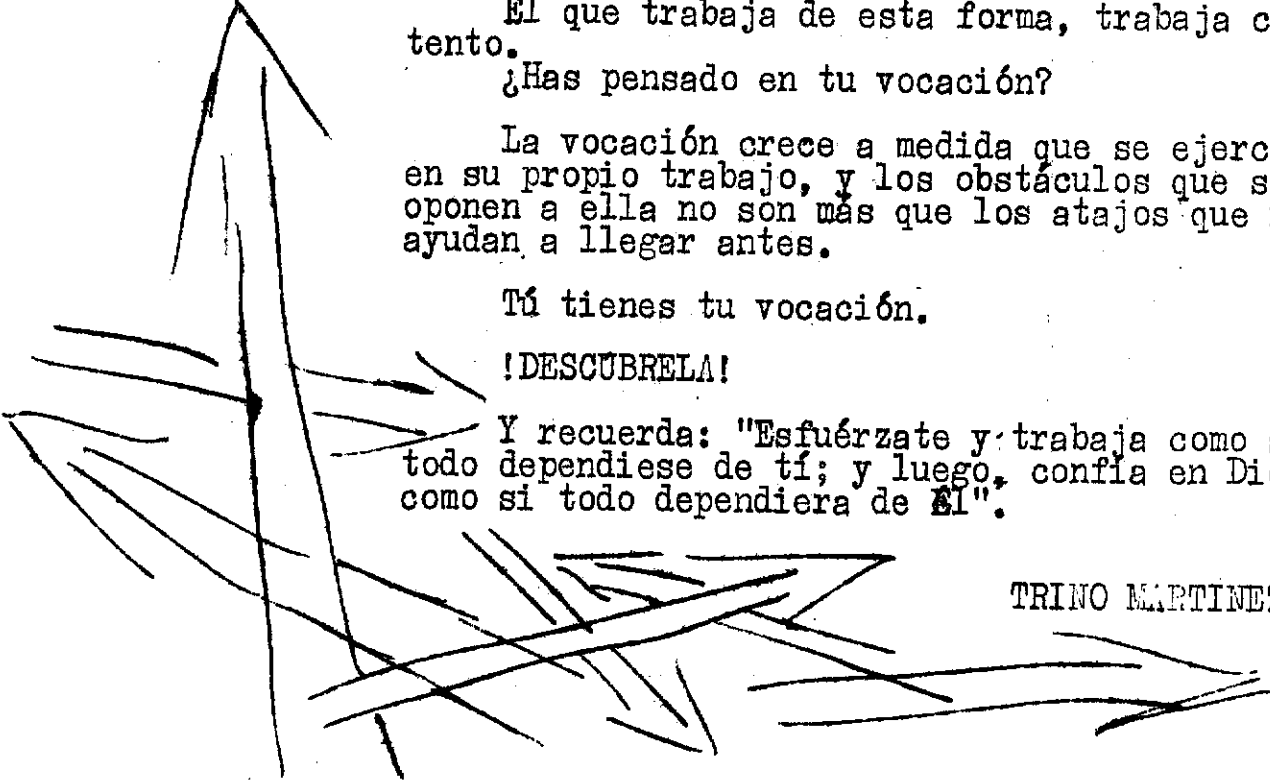 El que trabaja de esta forma, trabaja c
tento.
¿Has pensado en tu vocación?
La vocación crece a medida que se ejerc
en su propio trabajo, y los obstáculos que s
oponen a ella no son más que los atajos que
ayudan a llegar antes.
Tú tienes tu vocación.
!DESCÚBRELA!
Y recuerda: "Esfuérzate y trabaja como
todo dependiese de tí; y luego, confía en Di
como si todo dependiera de Él".
TRINO MARTINEZ